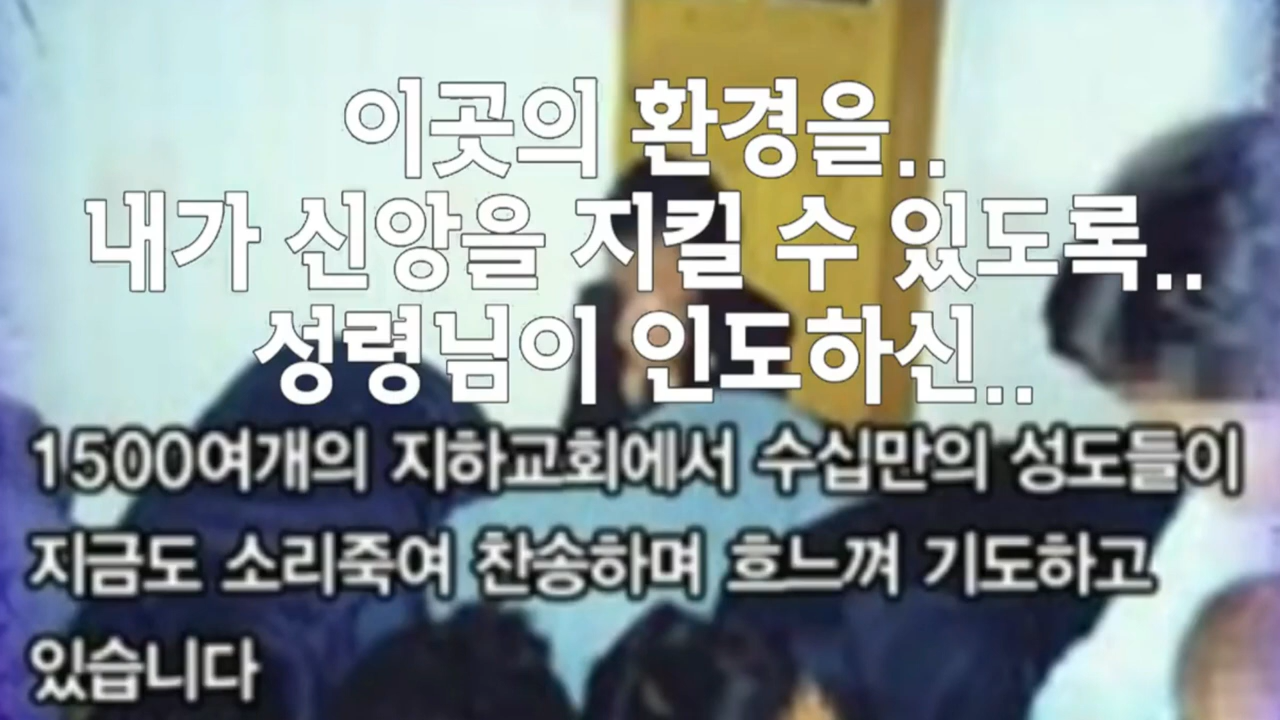 이곳의 환경을..
내가 신앙을 지킬 수 있도록..
성령님이 인도하신..
1500여개의 지하교회에서 수십만의 성도들이
지금도 소리죽여 찬송하며 흐느껴 기도하고
있습니다